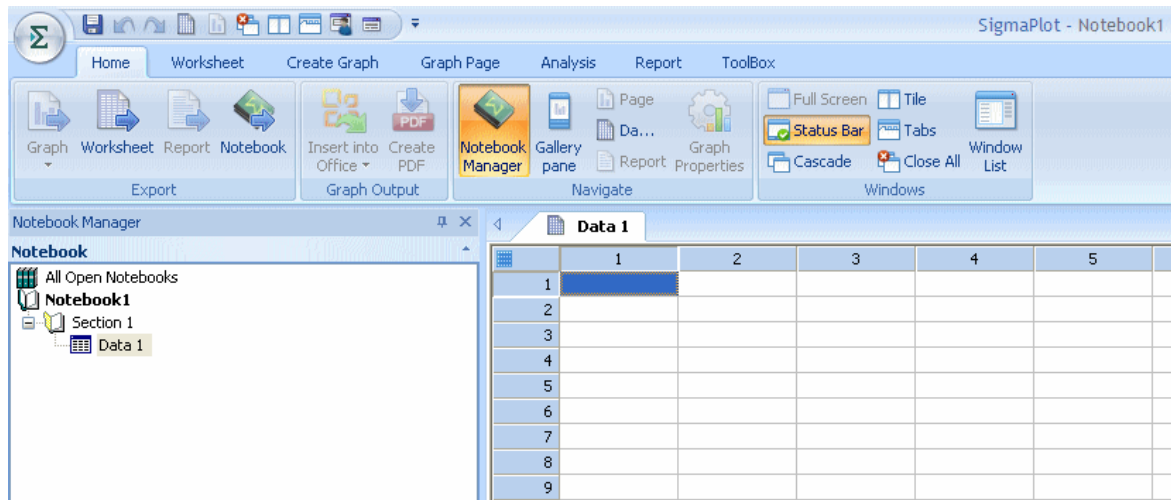 Σ SigmaPlot - Notebook1
Home Worksheet Create Graph Graph Page Analysis Report ToolBox
Graph Worksheet Report Notebook
Export
Insert into Office Create PDF
PDF
Graph Output
Notebook Manager Gallery pane
Page
Da...
Report
Graph Properties
Navigate
Full Screen Tile
Status Bar Tabs
Cascade Close All
Window List
Windows
Notebook Manager
Notebook
All Open Notebooks
Notebook1
Section 1
Data 1
Data 1
1 2 3 4 5
1
2
3
4
5
6
7
8
9